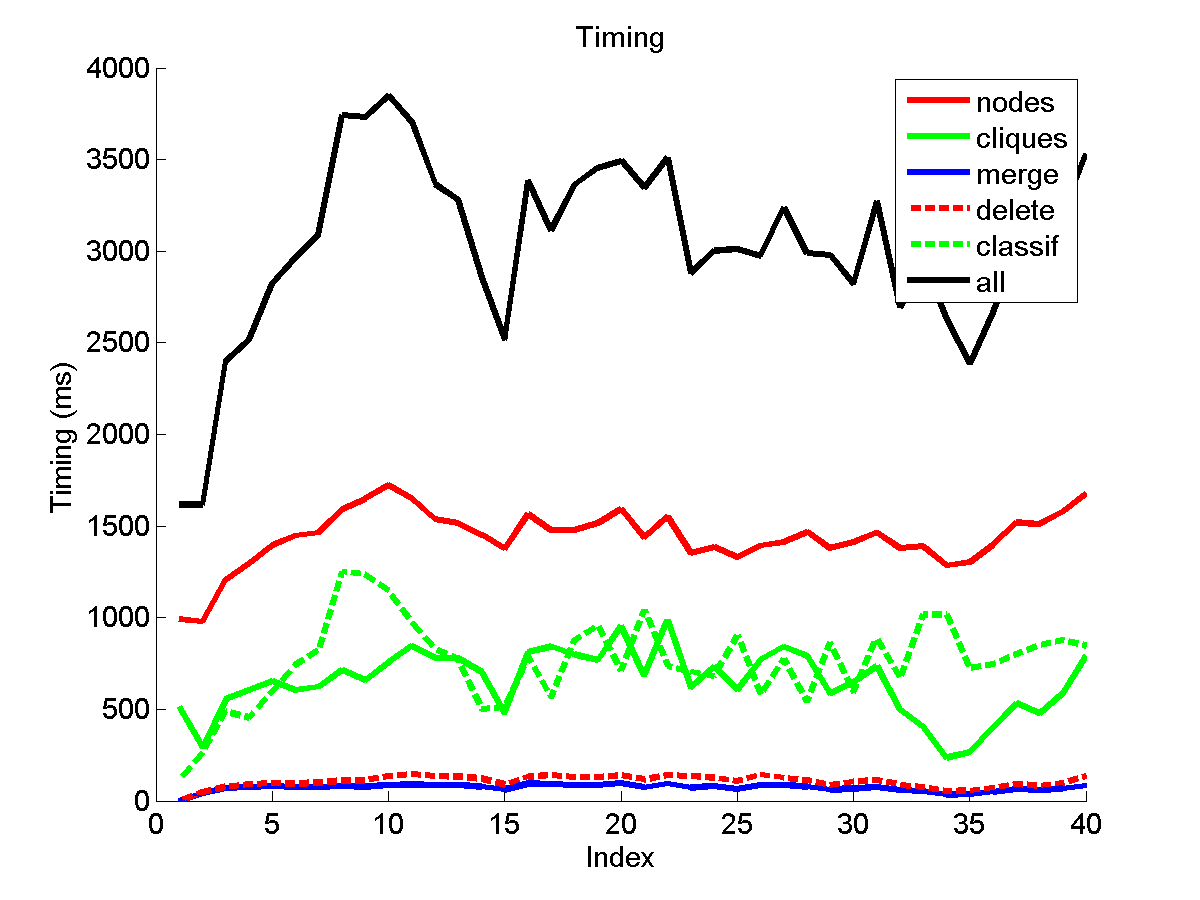 Timing
4000
3500
3000
2500
2000
1500
1000
500
0
Timing (ms)
nodes
cliques
merge
delete
classif
all
0 5 10 15 20 25 30 35 40
Index